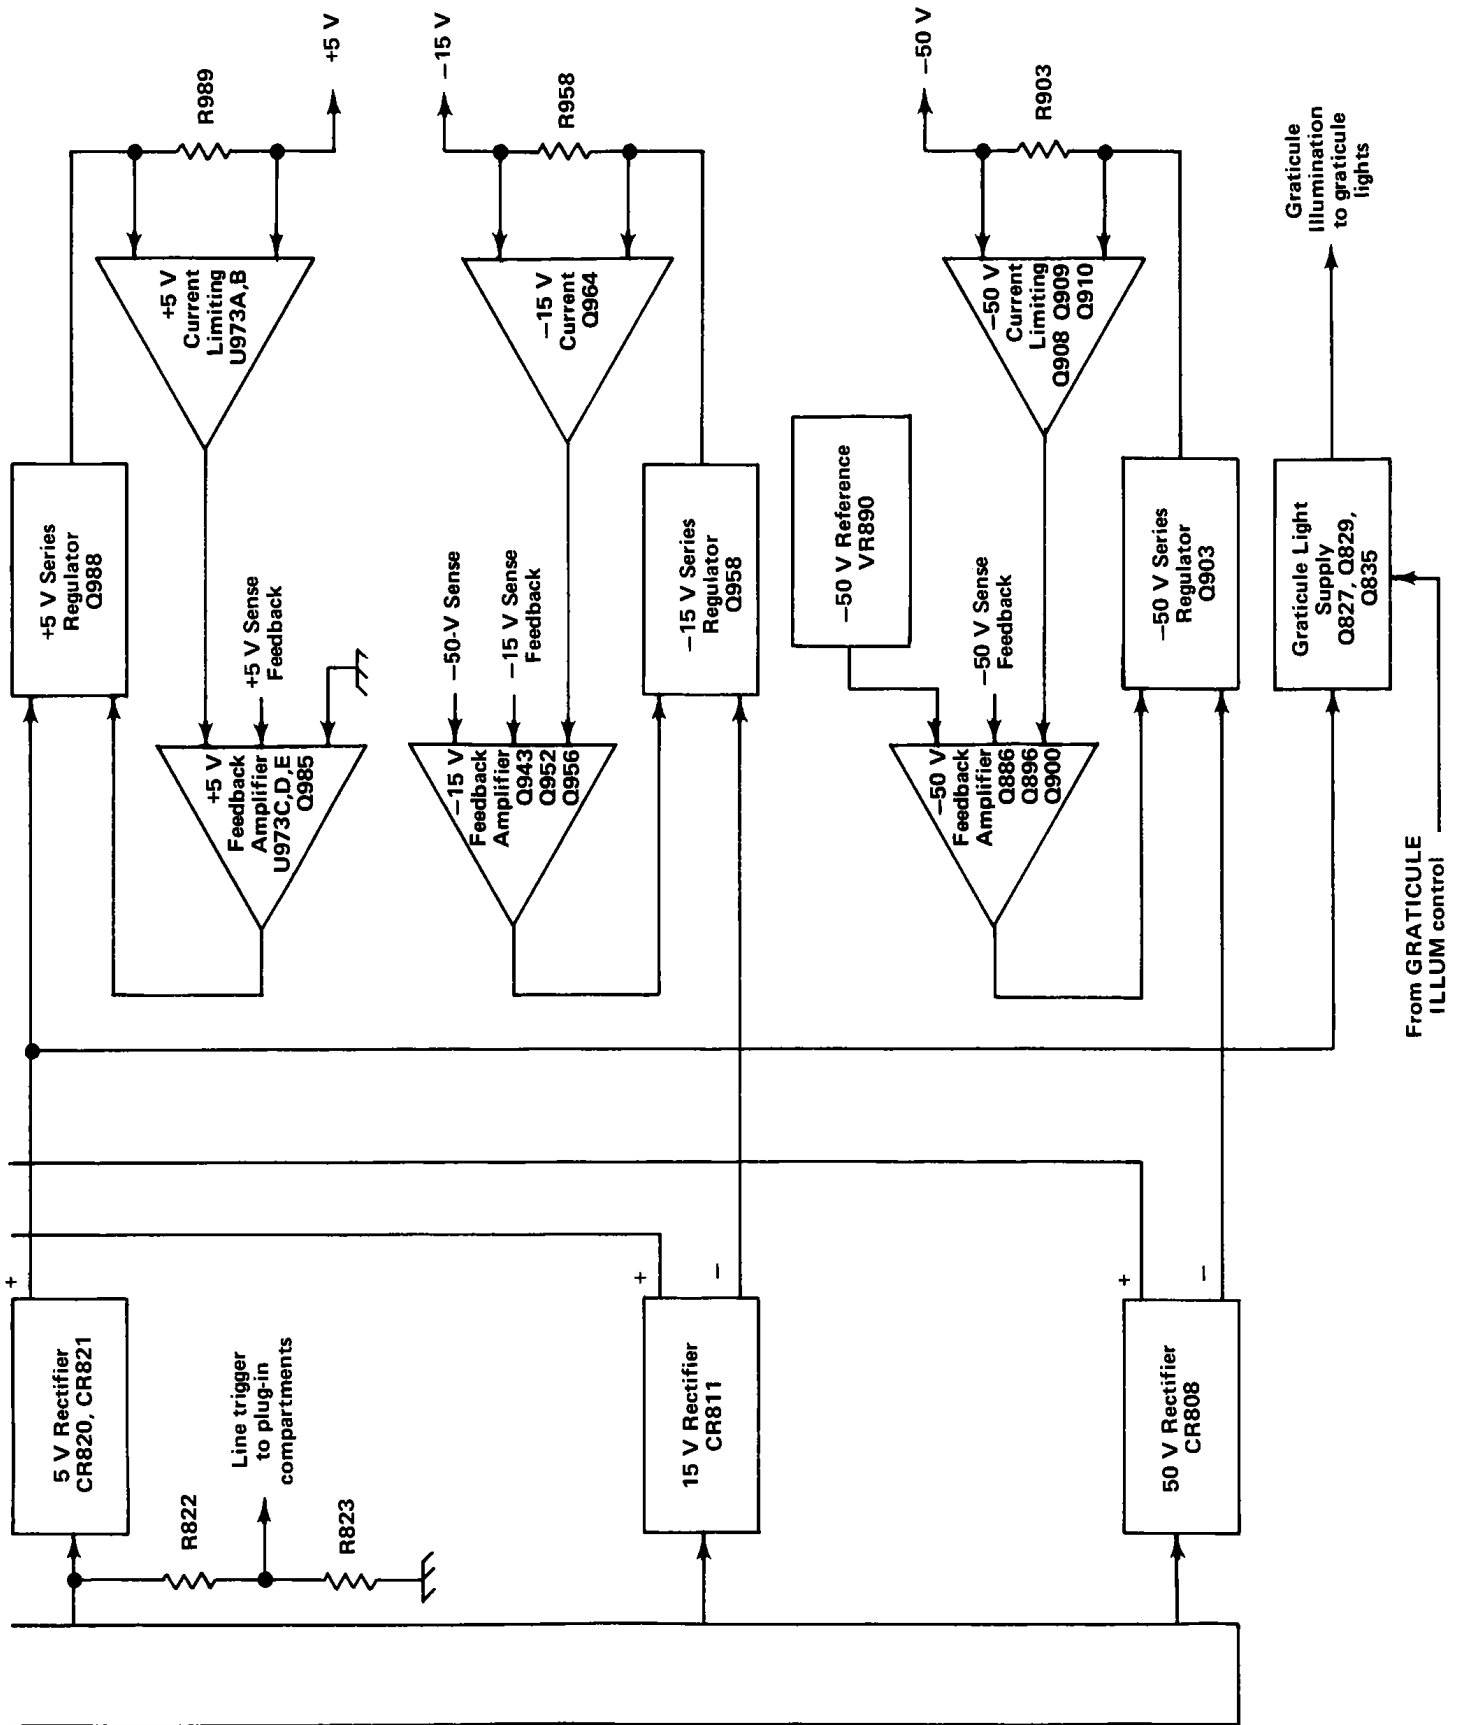 5 V Rectifier
CR820, CR821
+
R822
R823
Line trigger
to plug-in
compartments
15 V Rectifier
CR811
+
−
50 V Rectifier
CR808
+
−
+5 V Series
Regulator
Q988
+5 V
Feedback
Amplifier
U973C,D,E
Q985
+5 V Sense
Feedback
+5 V
Current
Limiting
U973A,B
R989
+5 V
−15 V
Feedback
Amplifier
Q943
Q952
Q956
−50-V Sense
−15 V Sense
Feedback
−15 V
Current
Q964
−15 V Series
Regulator
Q958
R958
−15 V
−50 V Reference
VR890
−50 V
Feedback
Amplifier
Q886
Q896
Q900
−50 V Sense
Feedback
−50 V
Current
Limiting
Q908 Q909
Q910
−50 V Series
Regulator
Q903
R903
−50 V
Graticule Light
Supply
Q827, Q829,
Q835
Graticule
Illumination
to graticule
lights
From GRATICULE
ILLUM control